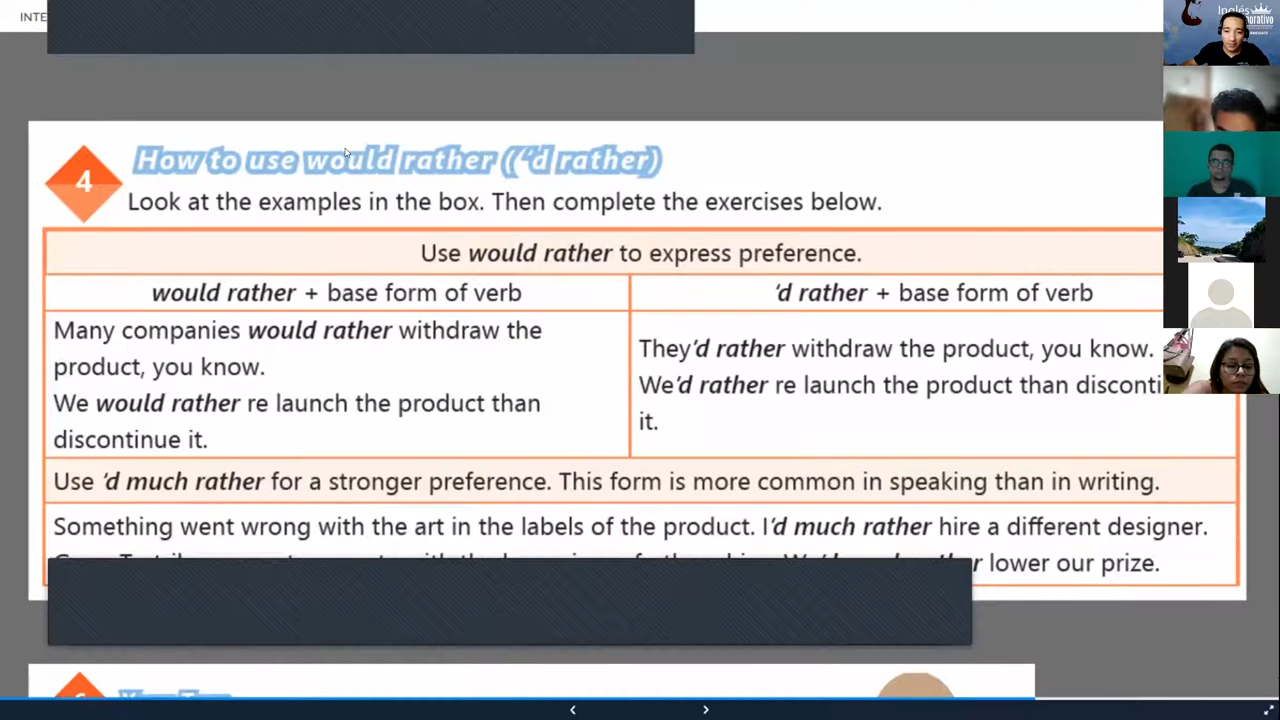 INTE
Inglés
orativo
4
How to use would rather (('d rather)
Look at the examples in the box. Then complete the exercises below.
Use would rather to express preference.
would rather + base form of verb
'd rather + base form of verb
Many companies would rather withdraw the
product, you know.
We would rather re launch the product than
discontinue it.
They'd rather withdraw the product, you know.
We'd rather re launch the product than disconti
it.
Use 'd much rather for a stronger preference. This form is more common in speaking than in writing.
Something went wrong with the art in the labels of the product. I'd much rather hire a different designer.
r lower our prize.